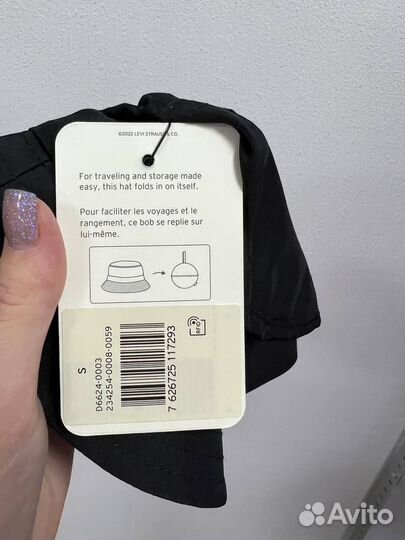 ©2022 LEVI STRAUSS & CO.
For traveling and storage made
easy, this hat folds in on itself.
Pour faciliter les voyages et le
rangement, ce bob se replie sur
lui-même.
S
D6624-0003
234254-0008-0059
7 626725 117293
RFID
Avito